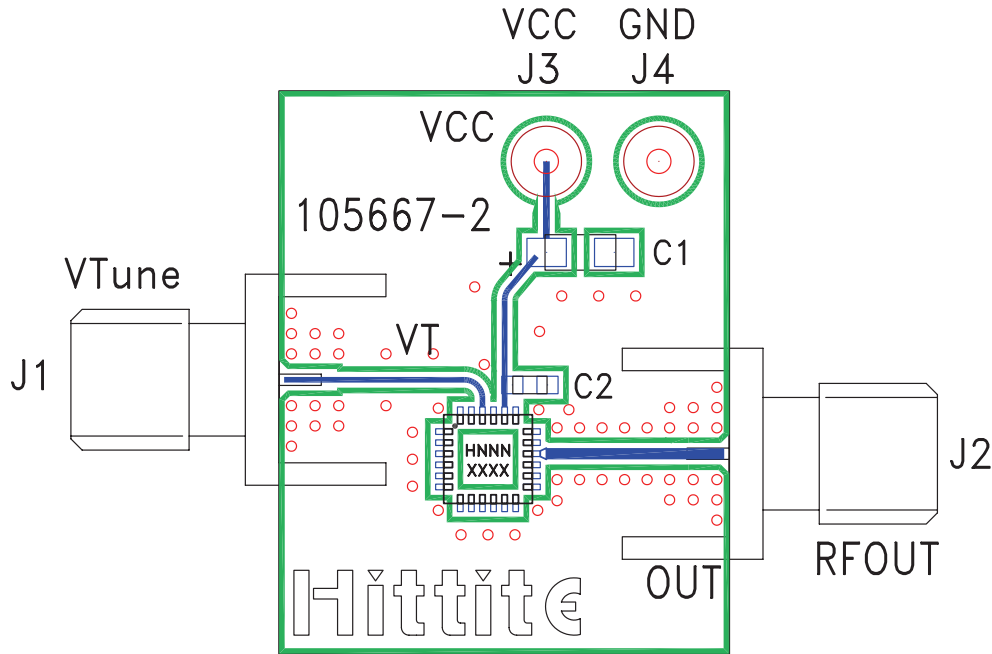 VCC GND
J3 J4
VCC
105667-2
C1
VTune
VT
J1
C2
HNNN
XXXX
J2
RFOUT
OUT
Hittite